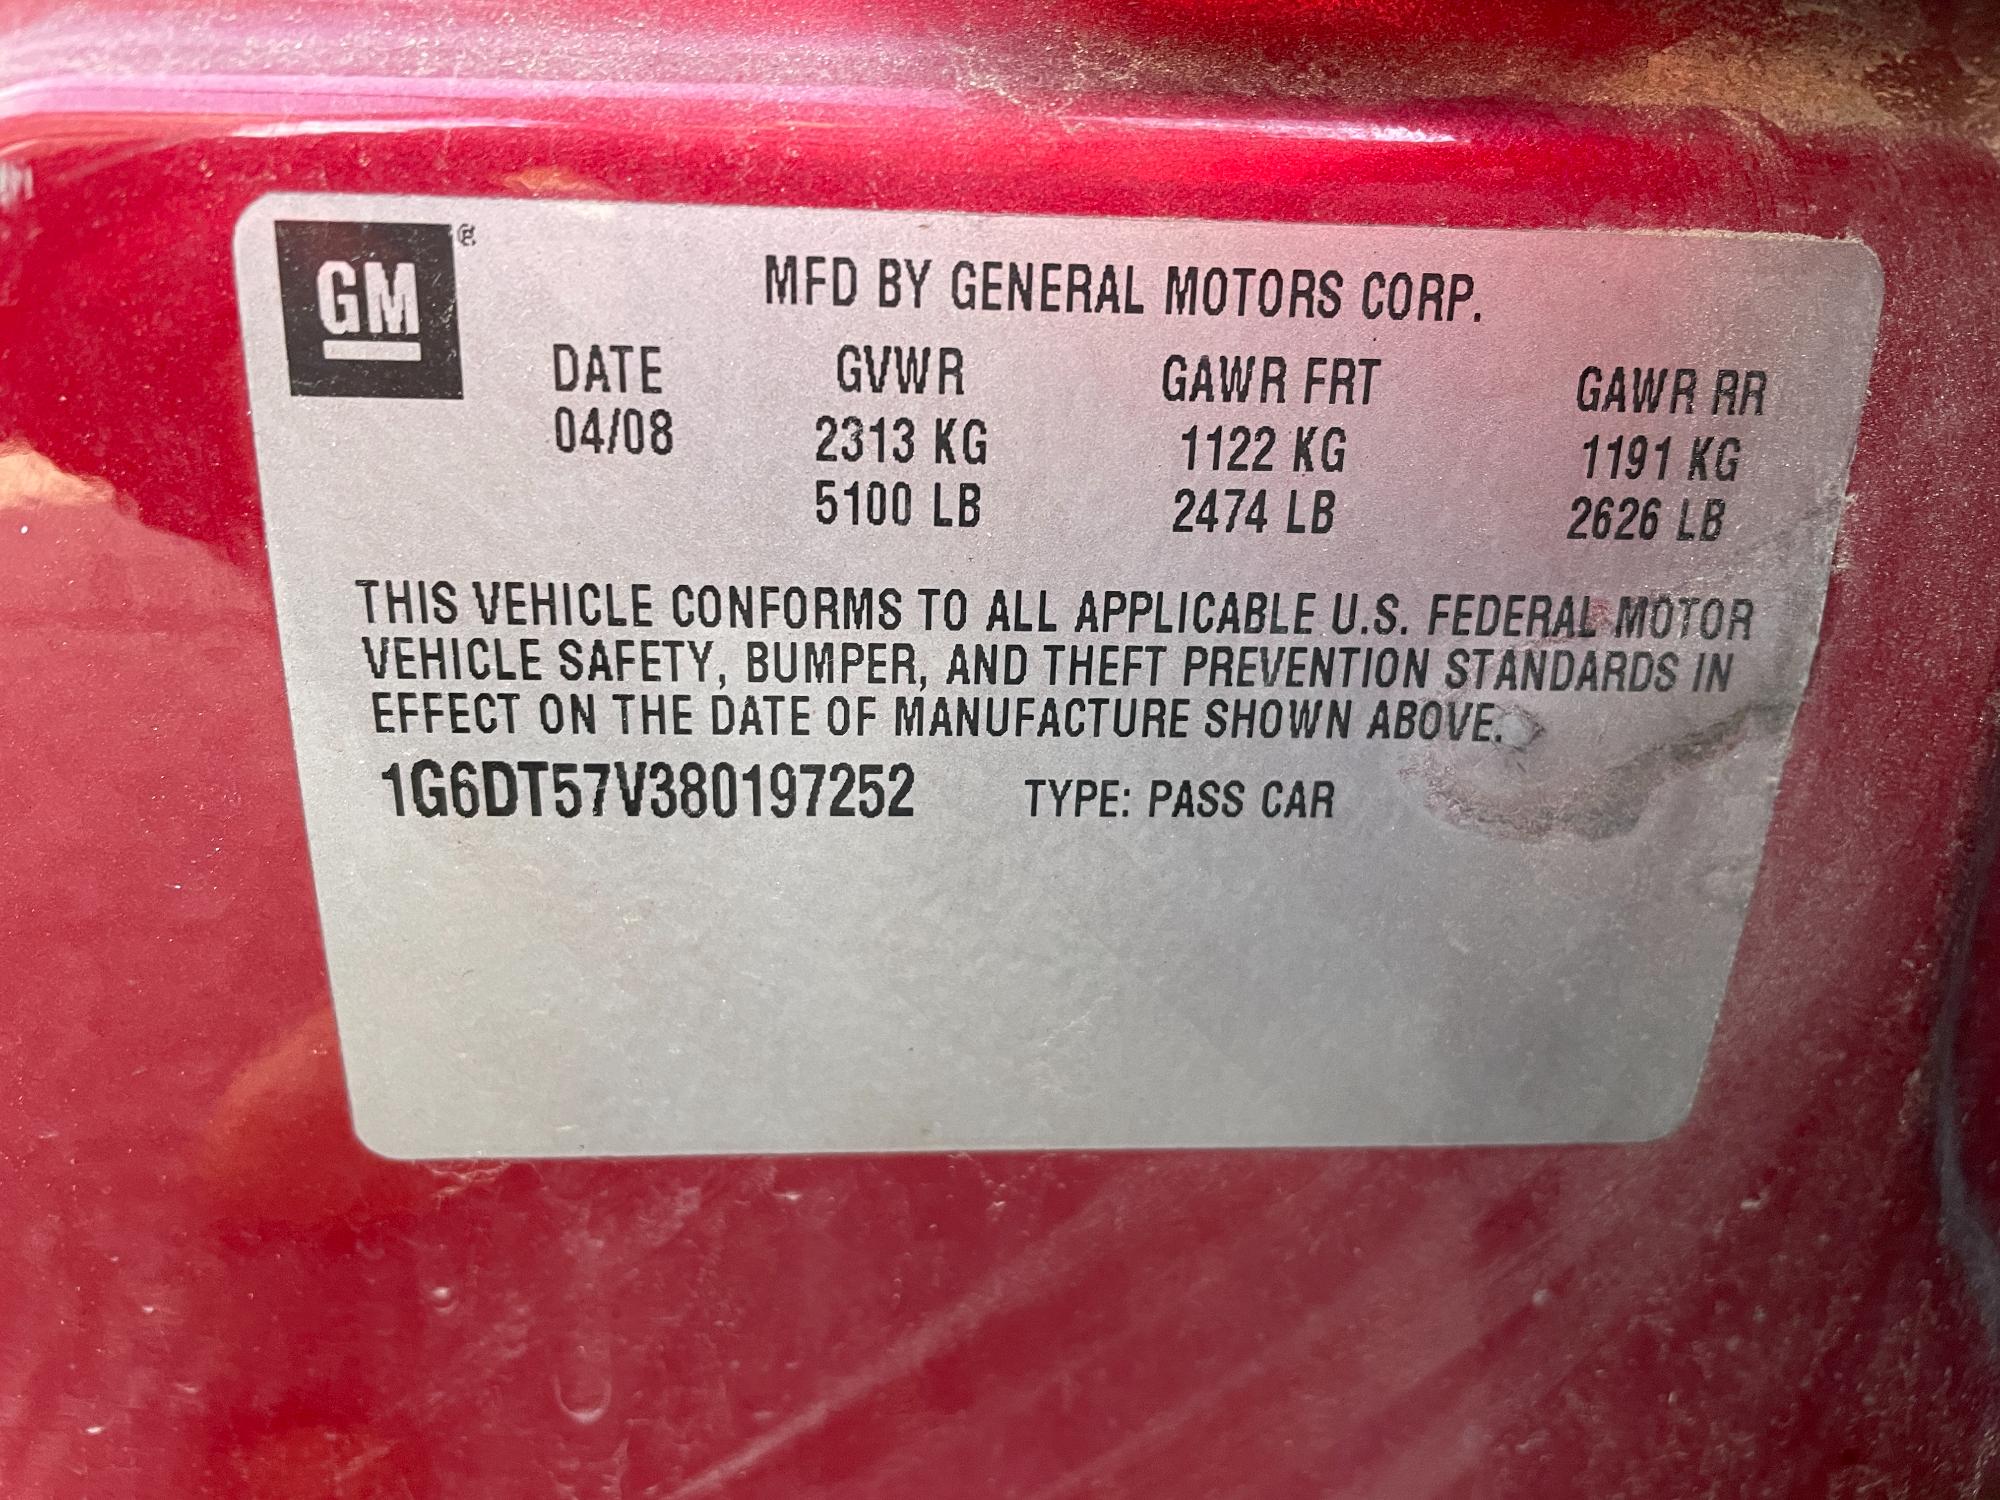 GM®
MFD BY GENERAL MOTORS CORP.
DATE GVWR GAWR FRT GAWR RR
04/08 2313 KG 1122 KG 1191 KG
5100 LB 2474 LB 2626 LB
THIS VEHICLE CONFORMS TO ALL APPLICABLE U.S. FEDERAL MOTOR
VEHICLE SAFETY, BUMPER, AND THEFT PREVENTION STANDARDS IN
EFFECT ON THE DATE OF MANUFACTURE SHOWN ABOVE.
1G6DT57V380197252 TYPE: PASS CAR